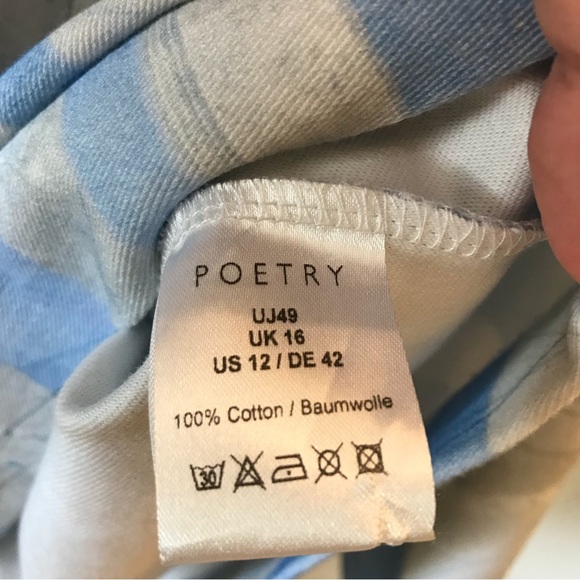 POETRY
UJ49
UK 16
US 12 / DE 42
100% Cotton / Baumwolle
30